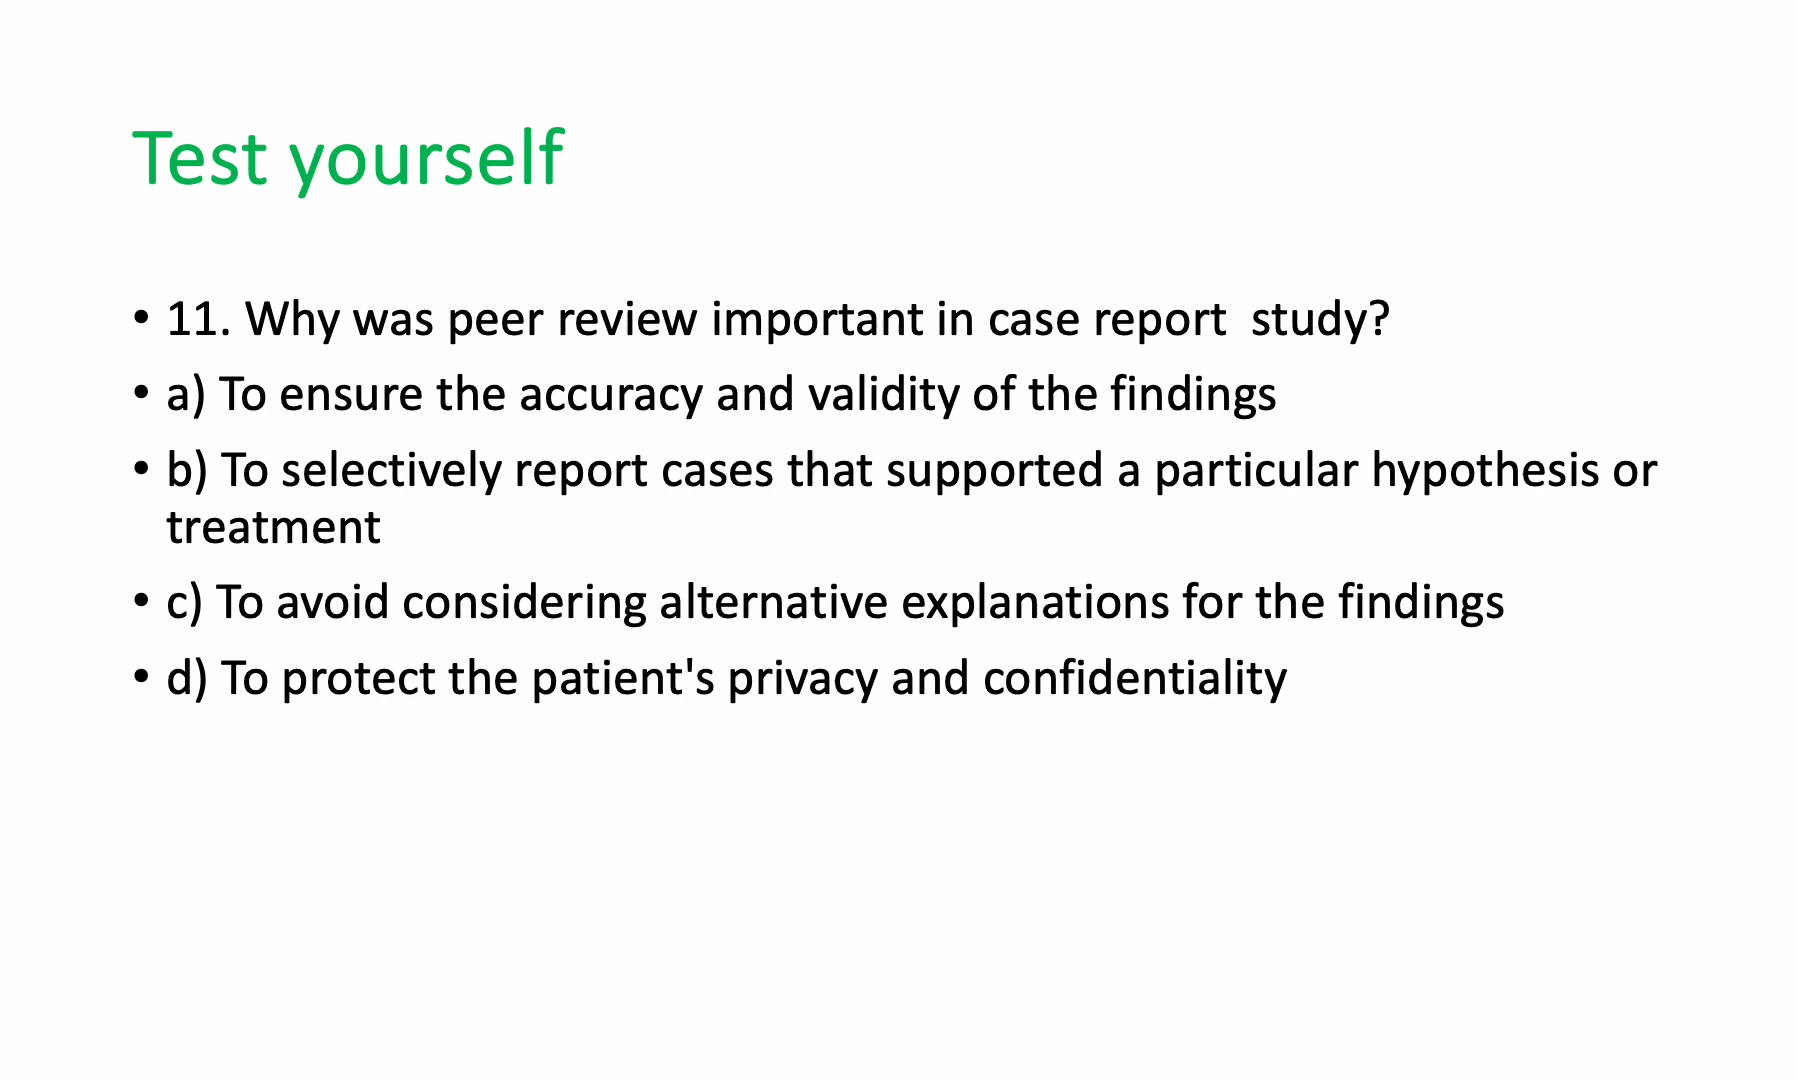 Test yourself
• 11. Why was peer review important in case report  study?
• a) To ensure the accuracy and validity of the findings
• b) To selectively report cases that supported a particular hypothesis or
treatment
• c) To avoid considering alternative explanations for the findings
• d) To protect the patient's privacy and confidentiality